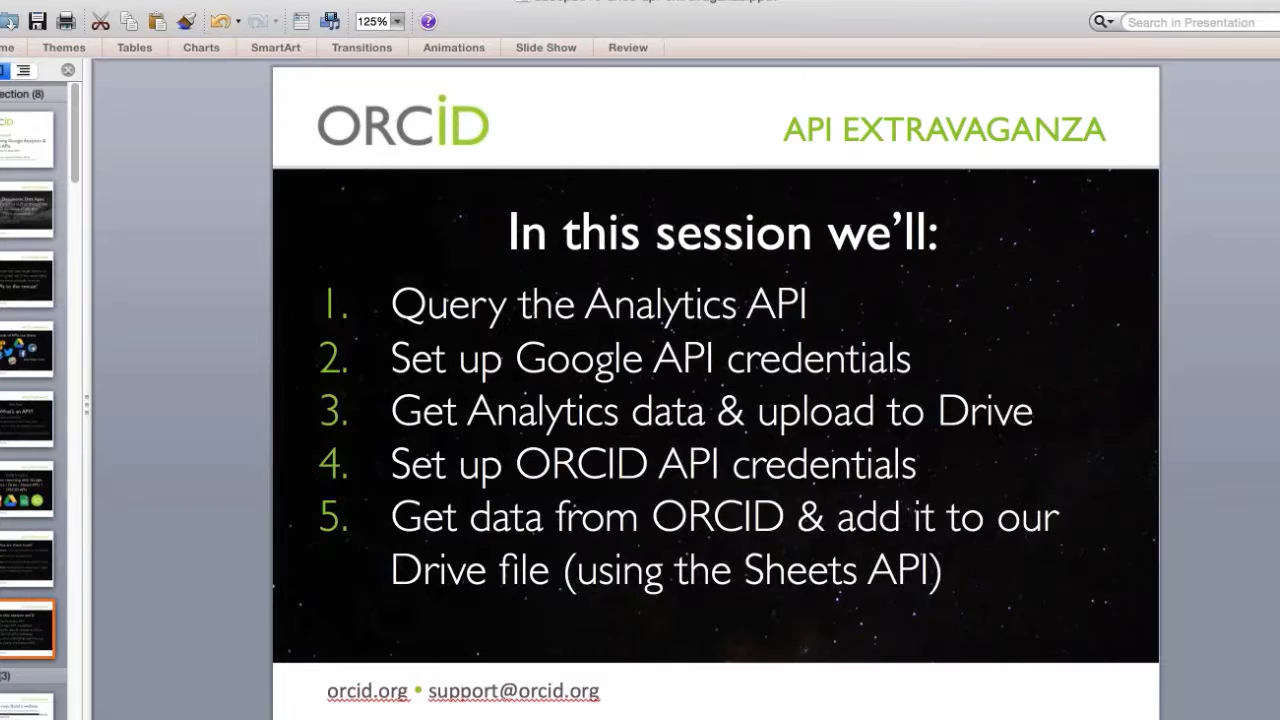 125%
Search in Presentation
Themes
Tables
Charts
SmartArt
Transitions
Animations
Slide Show
Review
ection (8)
ORCiD
API EXTRAVAGANZA
In this session we'll:
1. Query the Analytics API
2. Set up Google API credentials
3. Get Analytics data & upload to Drive
4. Set up ORCID API credentials
5. Get data from ORCID & add it to our
Drive file (using the Sheets API)
(3)
orcid.org • support@orcid.org